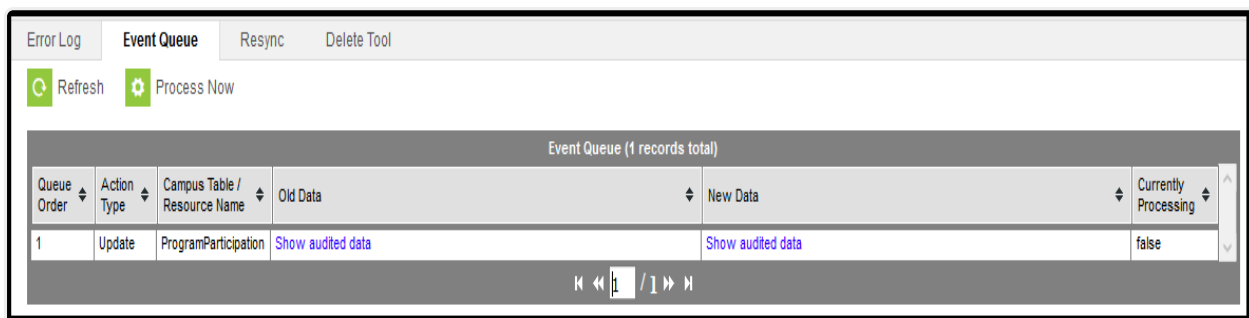 Error Log Event Queue Resync Delete Tool
Refresh Process Now
Event Queue (1 records total)
Queue Order Action Type Campus Table / Resource Name Old Data New Data Currently Processing
1 Update ProgramParticipation Show audited data Show audited data false
1 / 1